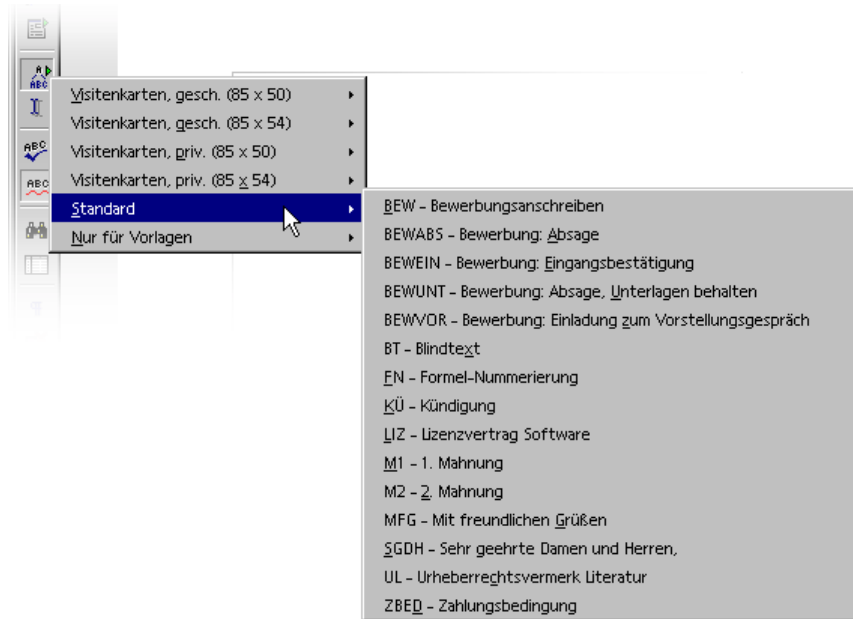 A
ABC
ABC
ABC
Visitenkarten, gesch. (85 x 50)
Visitenkarten, gesch. (85 x 54)
Visitenkarten, priv. (85 x 50)
Visitenkarten, priv. (85 x 54)
Standard
Nur für Vorlagen
BEW - Bewerbungsanschreiben
BEWABS - Bewerbung: Absage
BEWEIN - Bewerbung: Eingangsbestätigung
BEWUNT - Bewerbung: Absage, Unterlagen behalten
BEWVOR - Bewerbung: Einladung zum Vorstellungsgespräch
BT - Blindtext
FN - Formel-Nummerierung
KÜ - Kündigung
LIZ - Lizenzvertrag Software
M1 - 1. Mahnung
M2 - 2. Mahnung
MFG - Mit freundlichen Grüßen
SGDH - Sehr geehrte Damen und Herren,
UL - Urheberrechtsvermerk Literatur
ZBED - Zahlungsbedingung